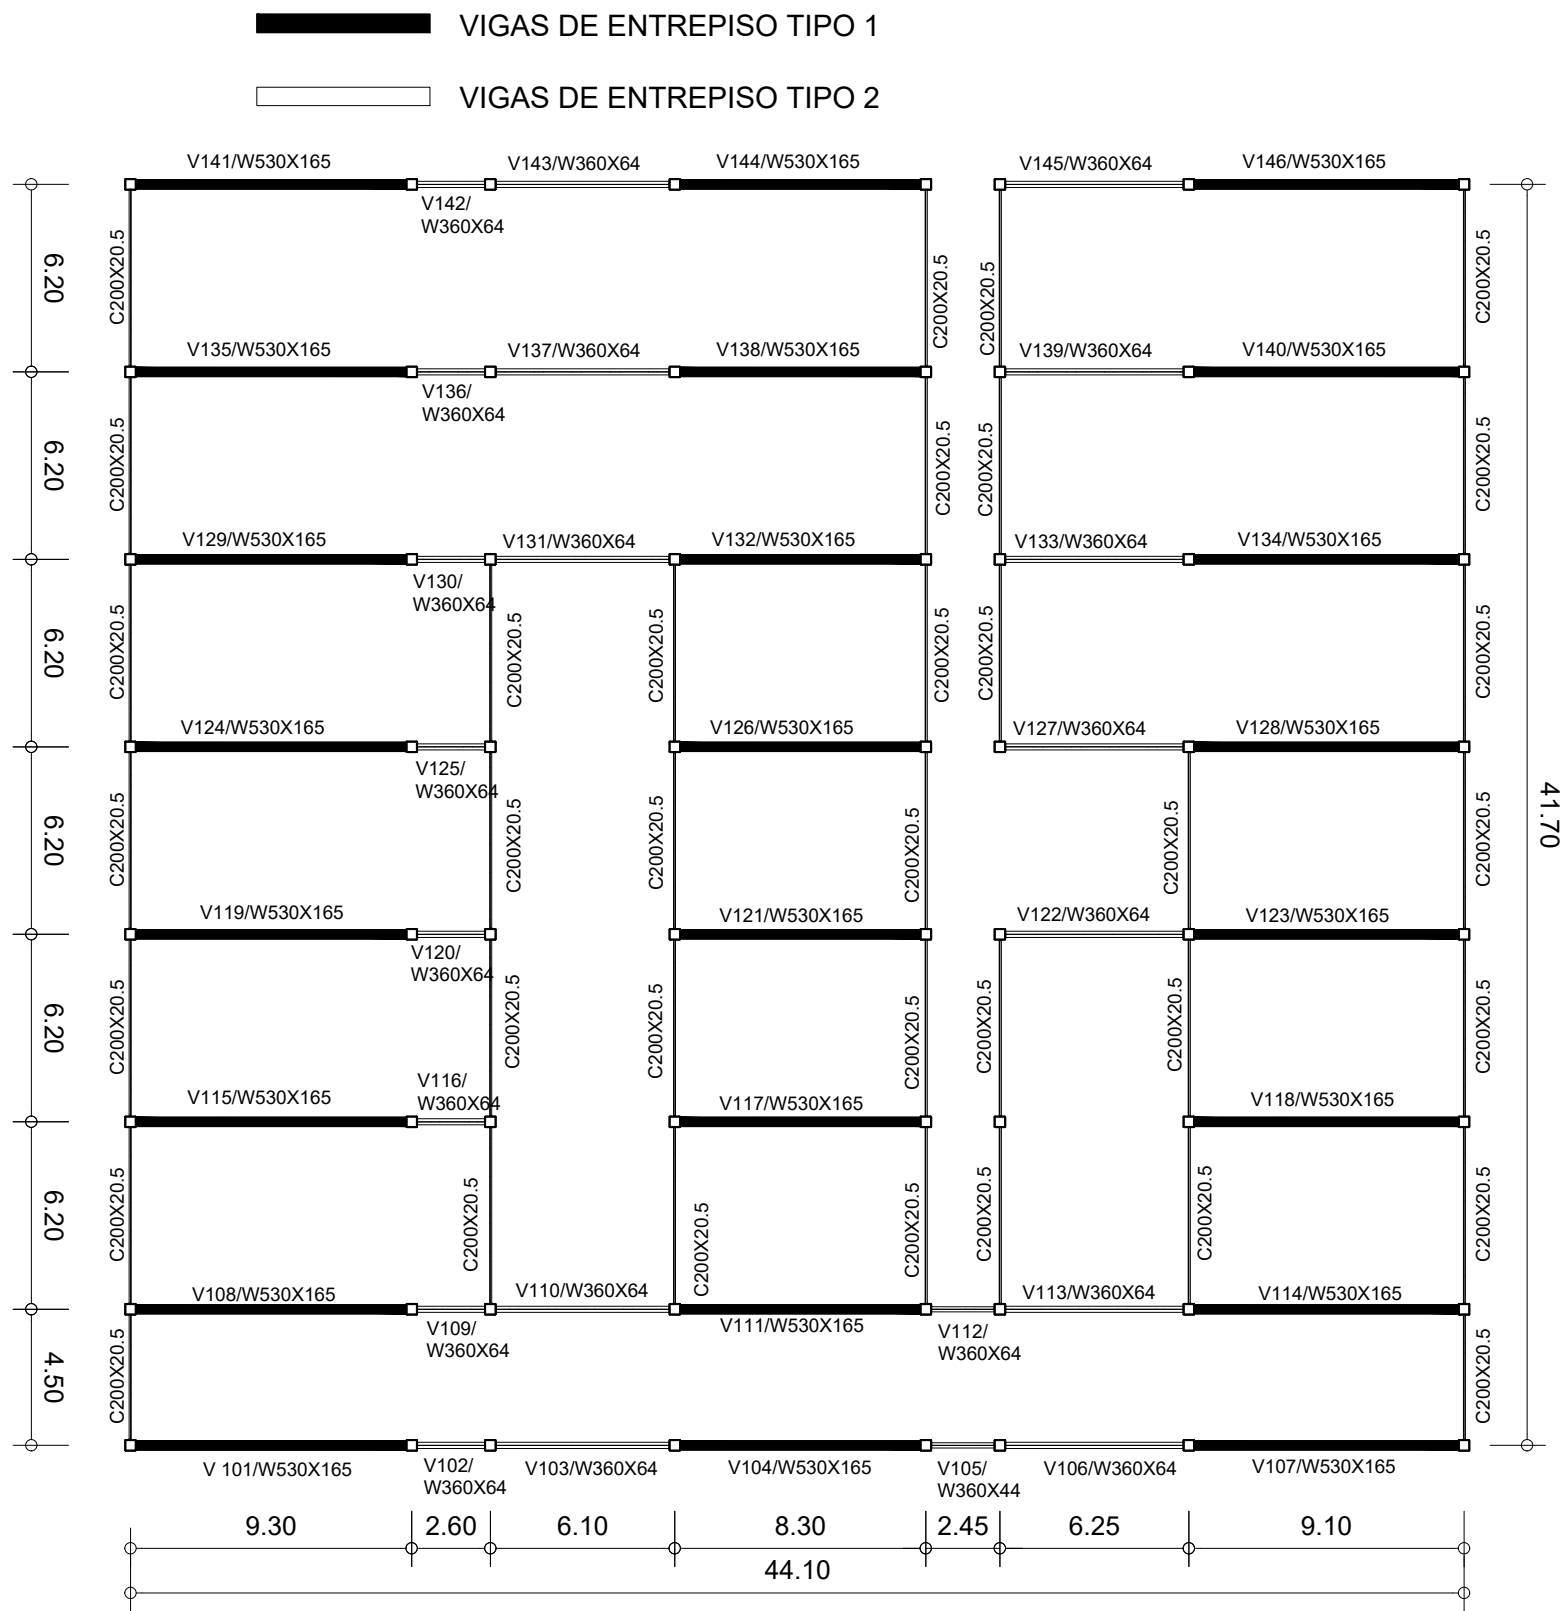 VIGAS DE ENTREPISO TIPO 1
VIGAS DE ENTREPISO TIPO 2
V141/W530X165
V143/W360X64
V144/W530X165
V145/W360X64
V146/W530X165
V142/
W360X64
6.20
C200X20.5
C200X20.5
C200X20.5
C200X20.5
V135/W530X165
V137/W360X64
V138/W530X165
V139/W360X64
V140/W530X165
V136/
W360X64
6.20
C200X20.5
C200X20.5
C200X20.5
C200X20.5
V129/W530X165
V131/W360X64
V132/W530X165
V133/W360X64
V134/W530X165
V130/
W360X64
6.20
C200X20.5
C200X20.5
C200X20.5
C200X20.5
C200X20.5
C200X20.5
V124/W530X165
V126/W530X165
V127/W360X64
V128/W530X165
V125/
W360X64
6.20
C200X20.5
C200X20.5
C200X20.5
C200X20.5
C200X20.5
C200X20.5
41.70
V119/W530X165
V121/W530X165
V122/W360X64
V123/W530X165
V120/
W360X64
6.20
C200X20.5
C200X20.5
C200X20.5
C200X20.5
C200X20.5
C200X20.5
C200X20.5
V115/W530X165
V116/
W360X64
V117/W530X165
V118/W530X165
6.20
C200X20.5
C200X20.5
C200X20.5
C200X20.5
C200X20.5
C200X20.5
C200X20.5
V108/W530X165
V110/W360X64
V113/W360X64
V114/W530X165
V109/
W360X64
V111/W530X165
V112/
W360X64
4.50
C200X20.5
C200X20.5
V 101/W530X165
V102/
W360X64
V103/W360X64
V104/W530X165
V105/
W360X44
V106/W360X64
V107/W530X165
9.30
2.60
6.10
8.30
2.45
6.25
9.10
44.10